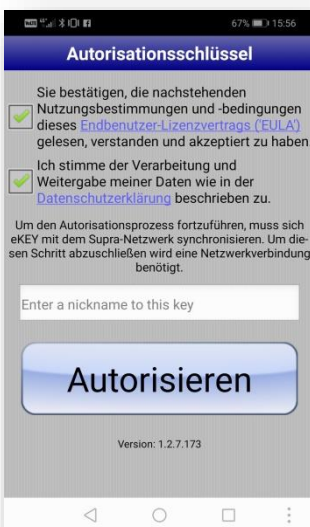 67% 15:56
Autorisationsschlüssel
Sie bestätigen, die nachstehenden
Nutzungsbestimmungen und -bedingungen
dieses Endbenutzer-Lizenzvertrags ('EULA')
gelesen, verstanden und akzeptiert zu haben
Ich stimme der Verarbeitung und
Weitergabe meiner Daten wie in der
Datenschutzerklärung beschrieben zu.
Um den Autorisationsprozess fortzuführen, muss sich
eKEY mit dem Supra-Netzwerk synchronisieren. Um die-
sen Schritt abzuschließen wird eine Netzwerkverbindung
benötigt.
Enter a nickname to this key
Autorisieren
Version: 1.2.7.173